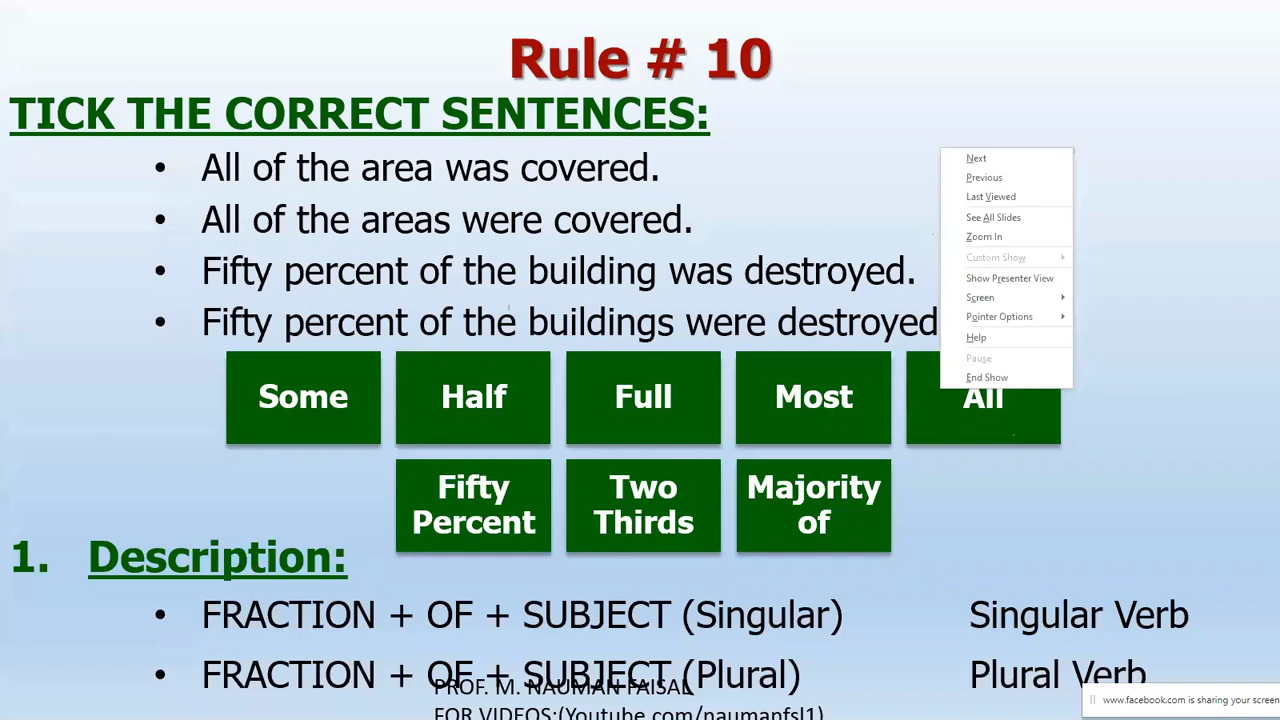 Rule # 10
TICK THE CORRECT SENTENCES:
• All of the area was covered.
• All of the areas were covered.
• Fifty percent of the building was destroyed.
• Fifty percent of the buildings were destroyed
Next
Previous
Last Viewed
See All Slides
Zoom In
Custom Show
Show Presenter View
Screen
Pointer Options
Help
Pause
End Show
Some Half Full Most All
Fifty Percent Two Thirds Majority of
1. Description:
• FRACTION + OF + SUBJECT (Singular) Singular Verb
• FRACTION + OF + SUBJECT (Plural) Plural Verb
PROF. M. NAUMAN FAISAL
FOR VIDEOS:(Youtube.com/naumanfsl1)
www.facebook.com is sharing your screen